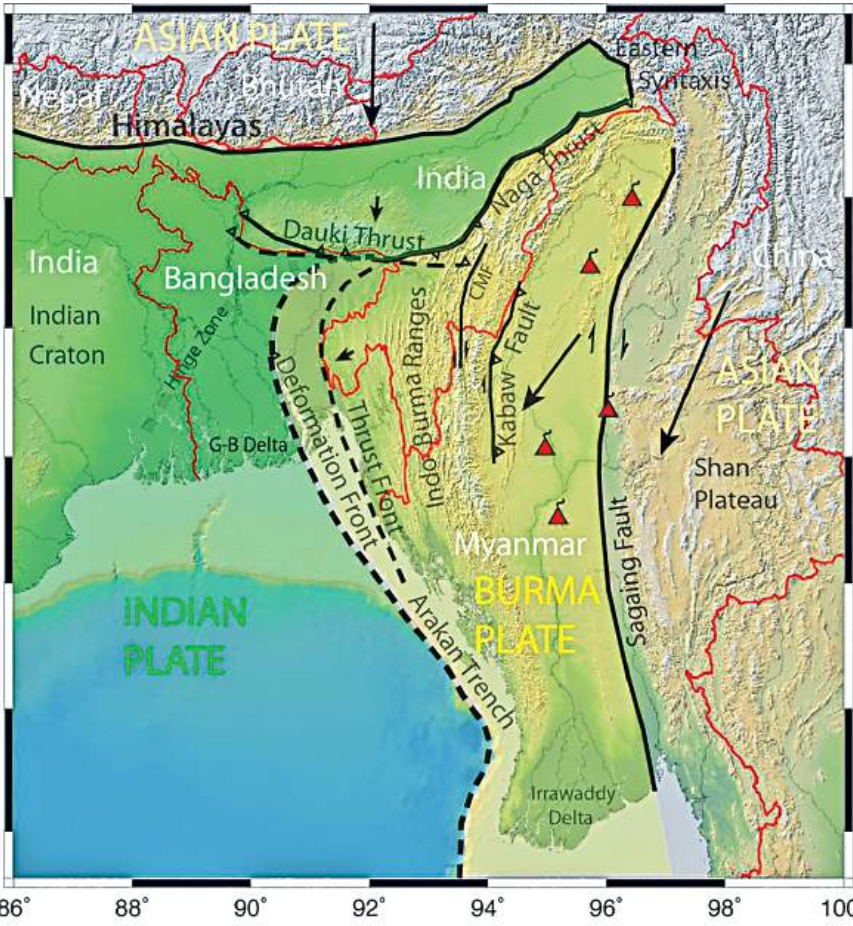 ASIAN PLATE
Eastern
Syntaxis
Nepal
Bhutan
Himalayas
India
Naga Thrust
Dauki Thrust
India
Bangladesh
China
CMF
Indian
Craton
Hinge Zone
Indo Burma Ranges
Kabaw Fault
ASIAN
PLATE
Deformation Front
Thrust Front
G-B Delta
Shan
Plateau
Sagaing Fault
Myanmar
BURMA
PLATE
INDIAN
PLATE
Arakan Trench
Irrawaddy
Delta
86° 88° 90° 92° 94° 96° 98° 100